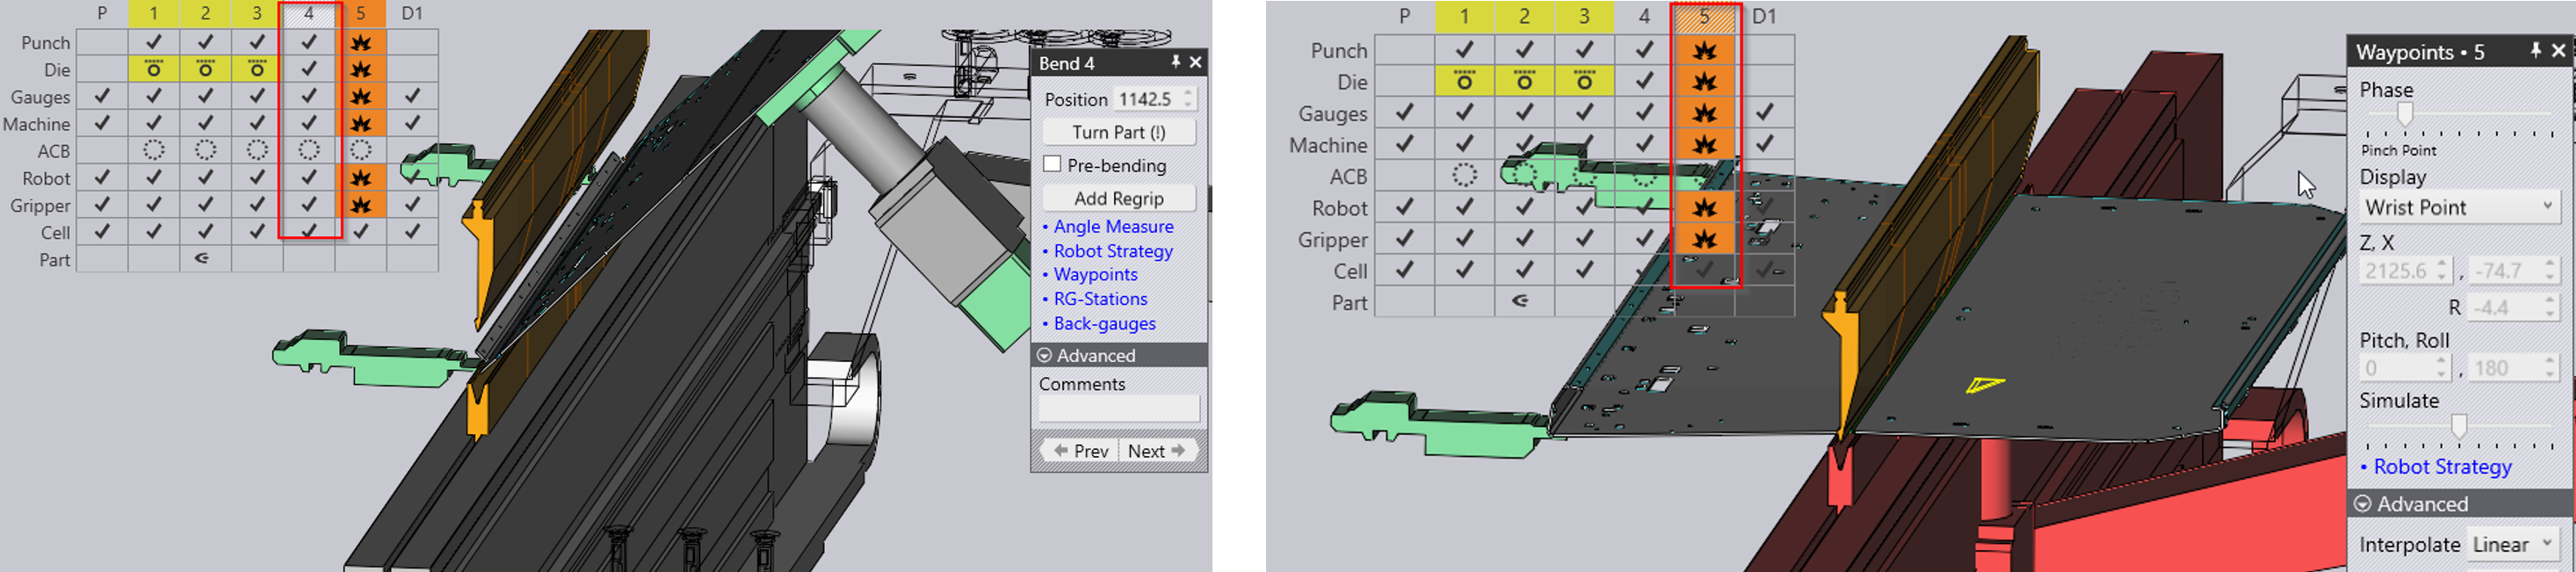 P 1 2 3 4 5 D1
Punch
Die
Gauges
Machine
ACB
Robot
Gripper
Cell
Part
Bend 4
Position 1142.5
Turn Part (!)
Pre-bending
Add Regrip
• Angle Measure
• Robot Strategy
• Waypoints
• RG-Stations
• Back-gauges
Advanced
Comments
Prev Next
P 1 2 3 4 5 D1
Punch
Die
Gauges
Machine
ACB
Robot
Gripper
Cell
Part
Waypoints • 5
Phase
Pinch Point
Display
Wrist Point
Z, X
2125.6 , -74.7
R -4.4
Pitch, Roll
0 , 180
Simulate
• Robot Strategy
Advanced
Interpolate Linear